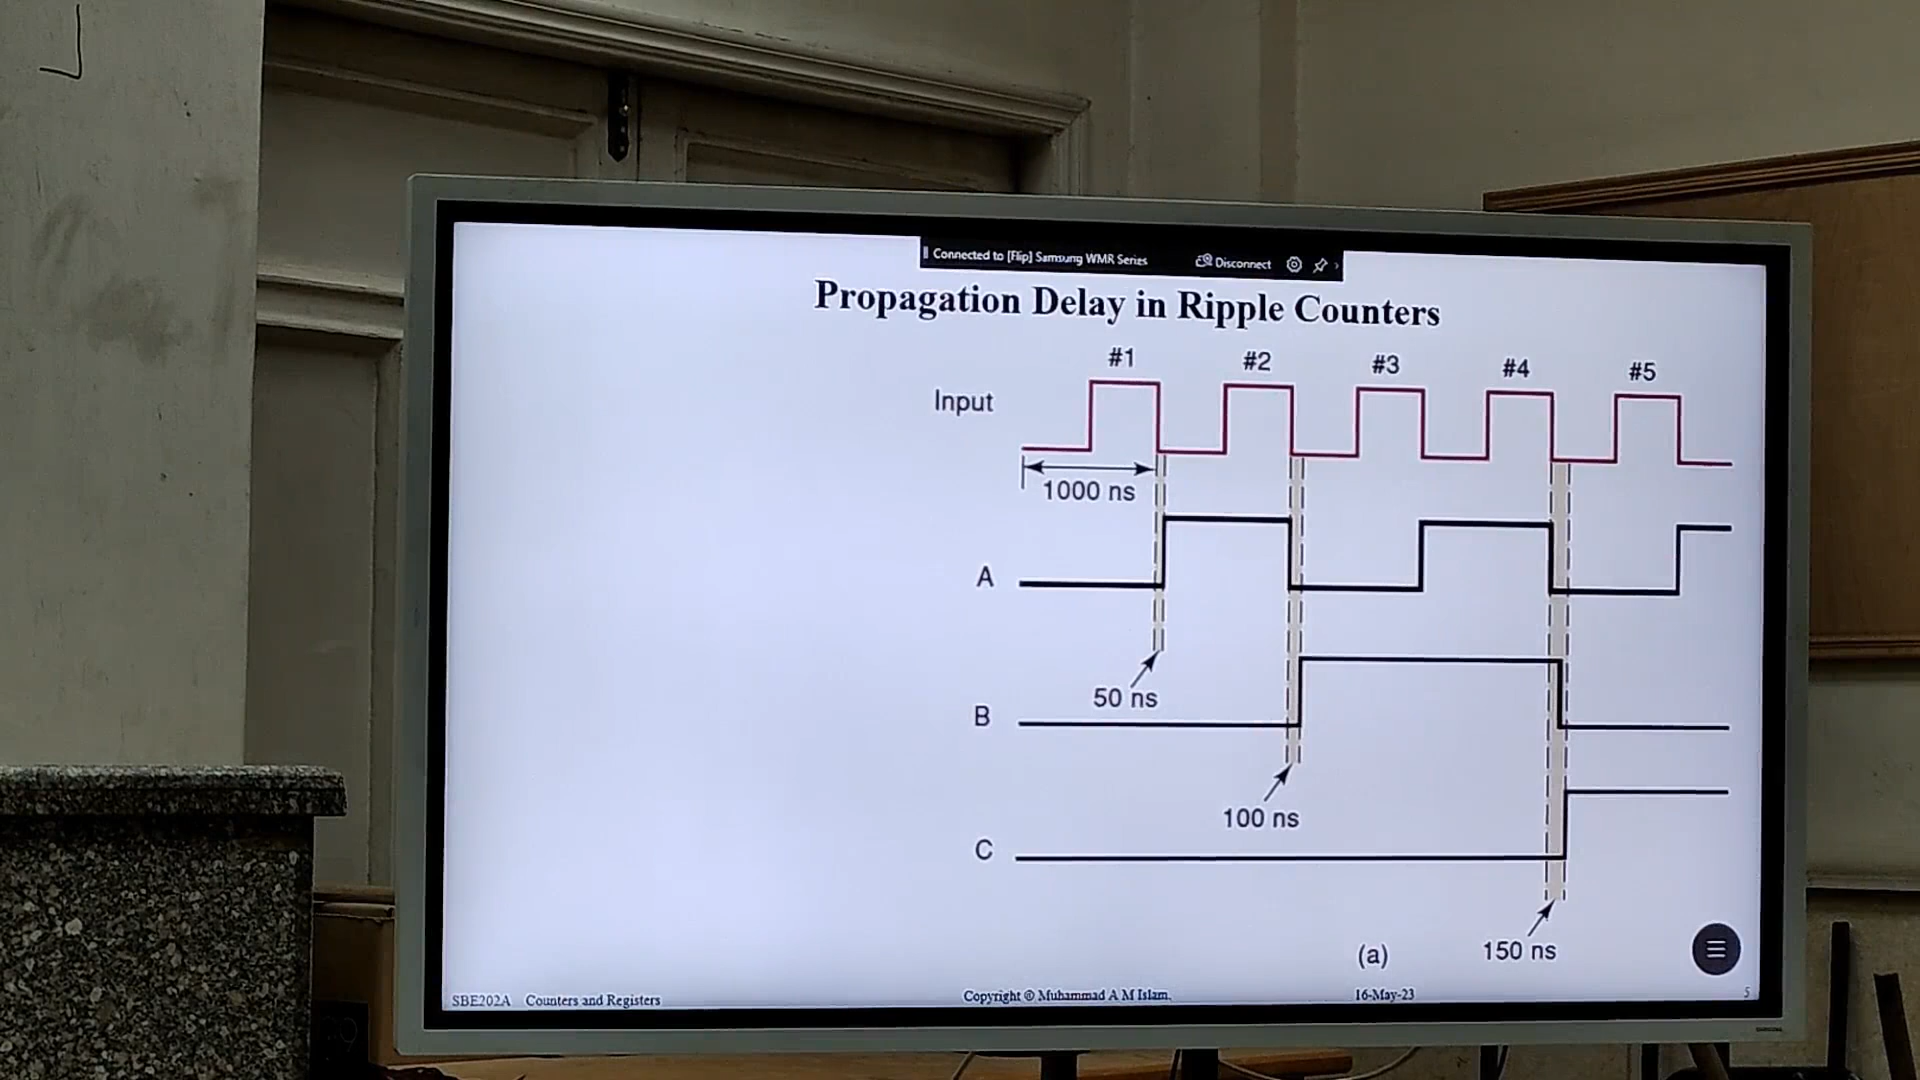 Connected to [Flip] Samsung WMR Series Disconnect
Propagation Delay in Ripple Counters
#1 #2 #3 #4 #5
Input
1000 ns
A
50 ns
B
100 ns
C
150 ns
(a)
SBE202A Counters and Registers Copyright © Muhammad A M Islam. 16-May-23 5